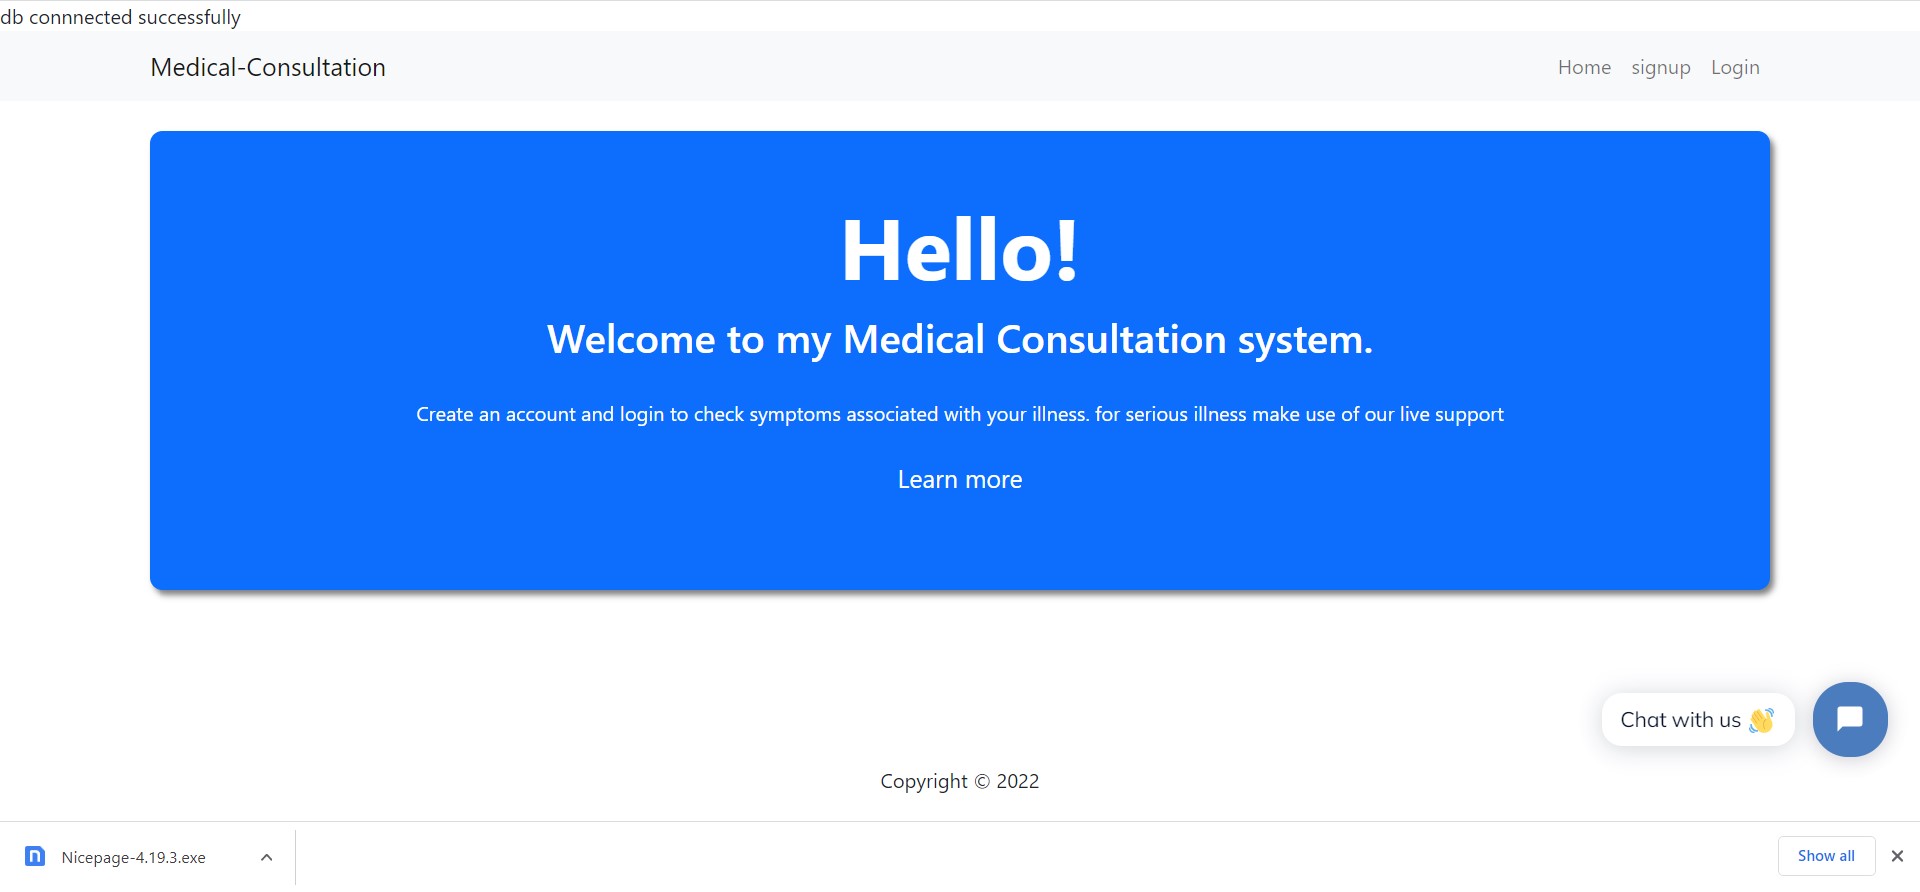 db connnected successfully
Medical-Consultation
Home signup Login
Hello!
Welcome to my Medical Consultation system.
Create an account and login to check symptoms associated with your illness. for serious illness make use of our live support
Learn more
Chat with us 👋
Copyright © 2022
Nicepage-4.19.3.exe
Show all